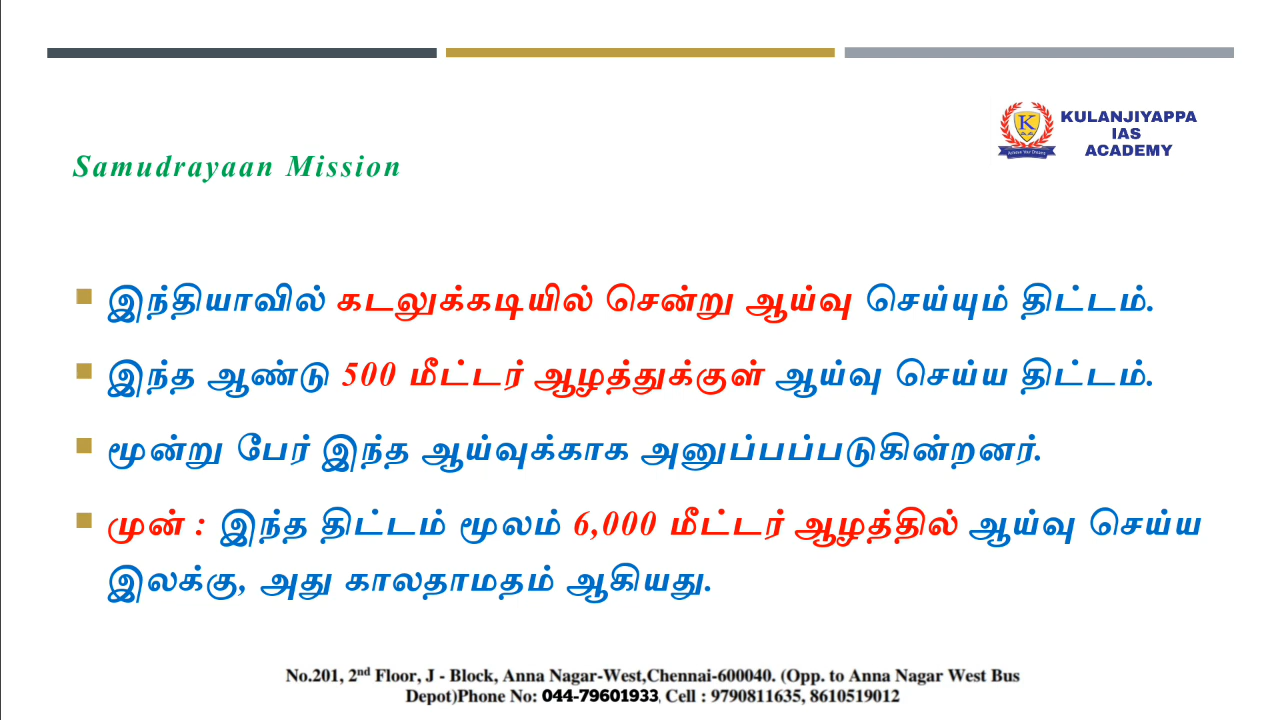 KULANJIYAPPA
IAS
ACADEMY
Samudrayaan Mission
இந்தியாவில் கடலுக்கடியில் சென்று ஆய்வு செய்யும் திட்டம்.
இந்த ஆண்டு 500 மீட்டர் ஆழத்துக்குள் ஆய்வு செய்ய திட்டம்.
மூன்று பேர் இந்த ஆய்வுக்காக அனுப்பப்படுகின்றனர்.
முன் : இந்த திட்டம் மூலம் 6,000 மீட்டர் ஆழத்தில் ஆய்வு செய்ய
இலக்கு, அது காலதாமதம் ஆகியது.
No.201, 2nd Floor, J - Block, Anna Nagar-West,Chennai-600040. (Opp. to Anna Nagar West Bus
Depot)Phone No: 044-79601933, Cell : 9790811635, 8610519012